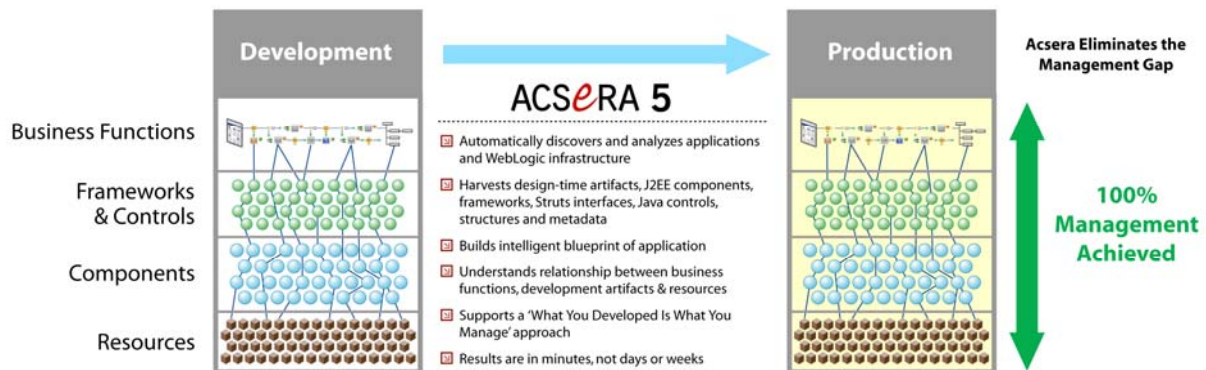 Development
Production
Acsera Eliminates the
Management Gap
ACSeRA 5
Business Functions
Automatically discovers and analyzes applications
and WebLogic infrastructure
Frameworks
& Controls
Harvests design-time artifacts, J2EE components,
frameworks, Struts interfaces, Java controls,
structures and metadata
100%
Management
Achieved
Builds intelligent blueprint of application
Components
Understands relationship between business
functions, development artifacts & resources
Supports a ‘What You Developed Is What You
Manage’ approach
Resources
Results are in minutes, not days or weeks